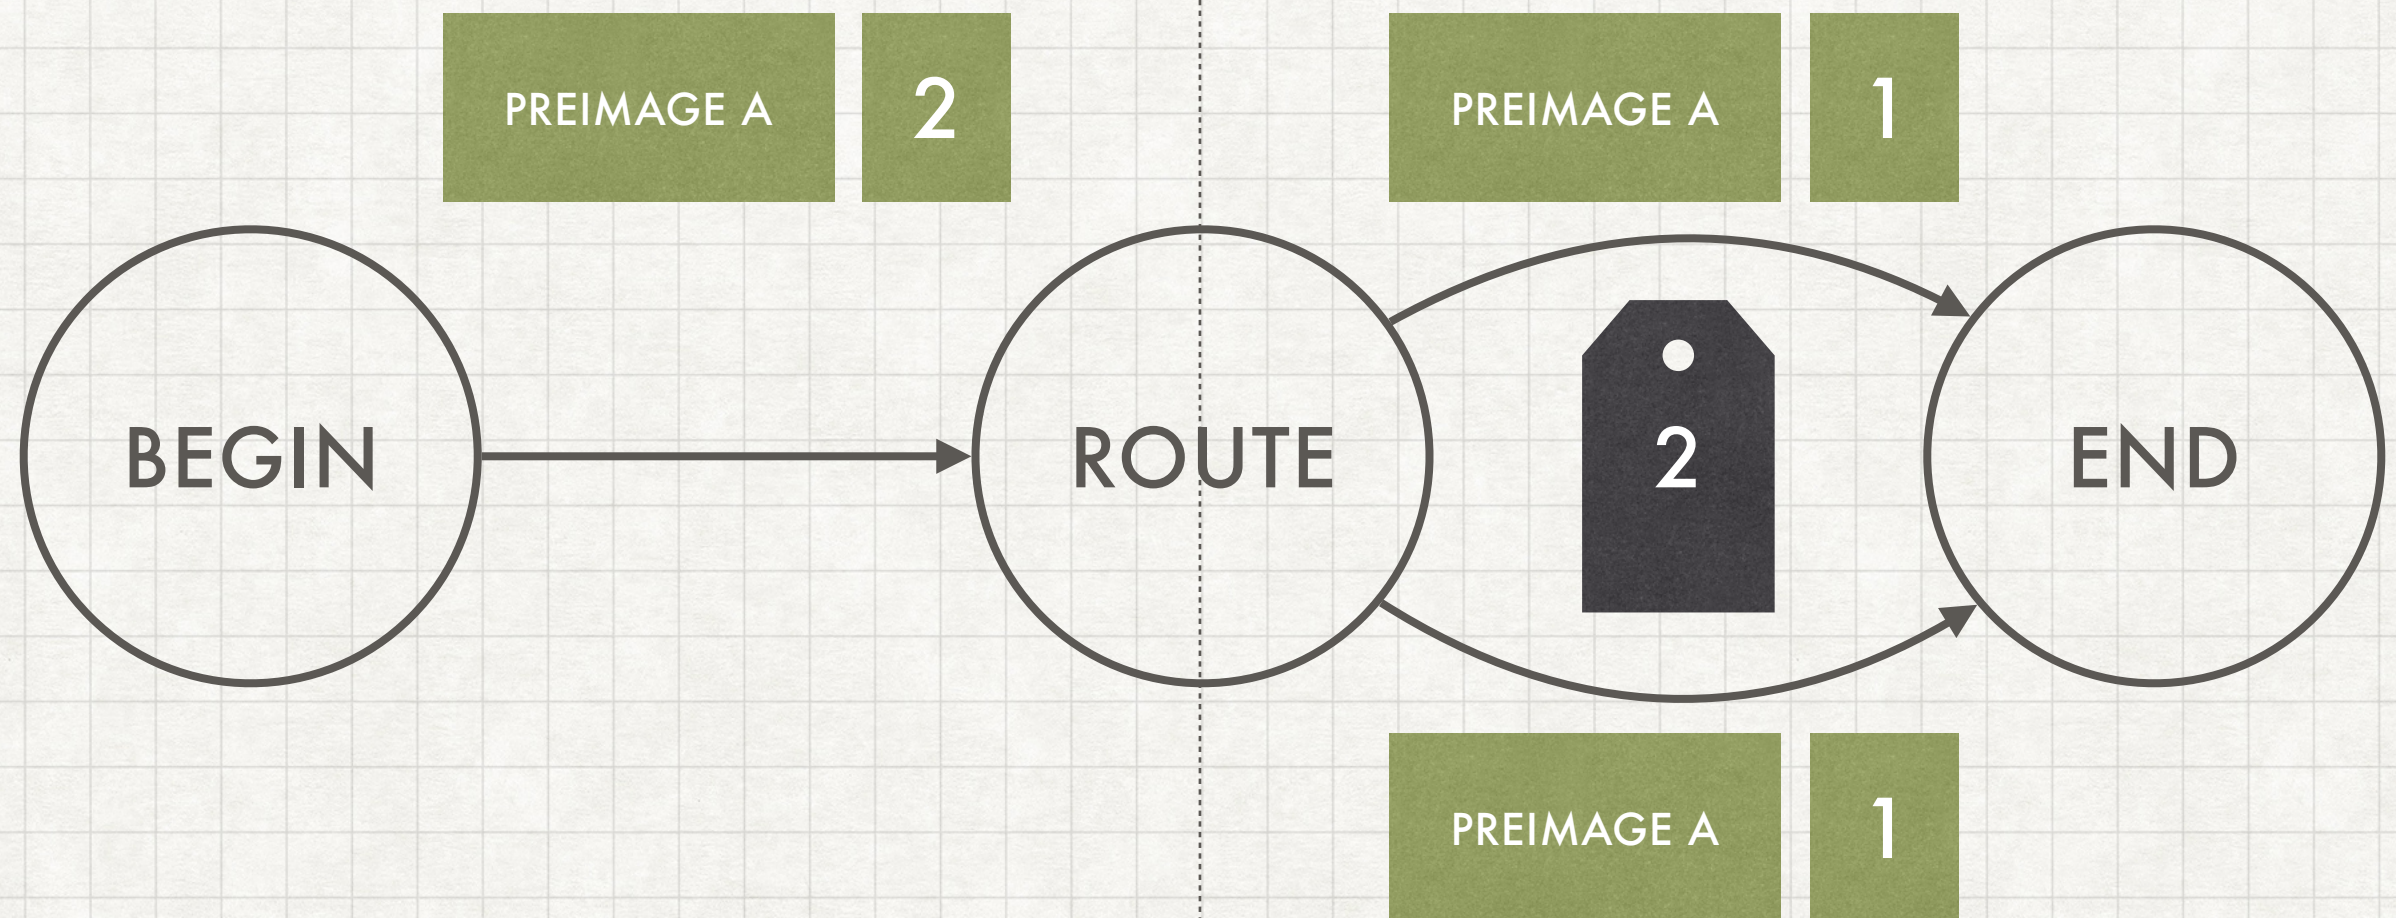 PREIMAGE A 2
PREIMAGE A 1
BEGIN
ROUTE
2
END
PREIMAGE A 1